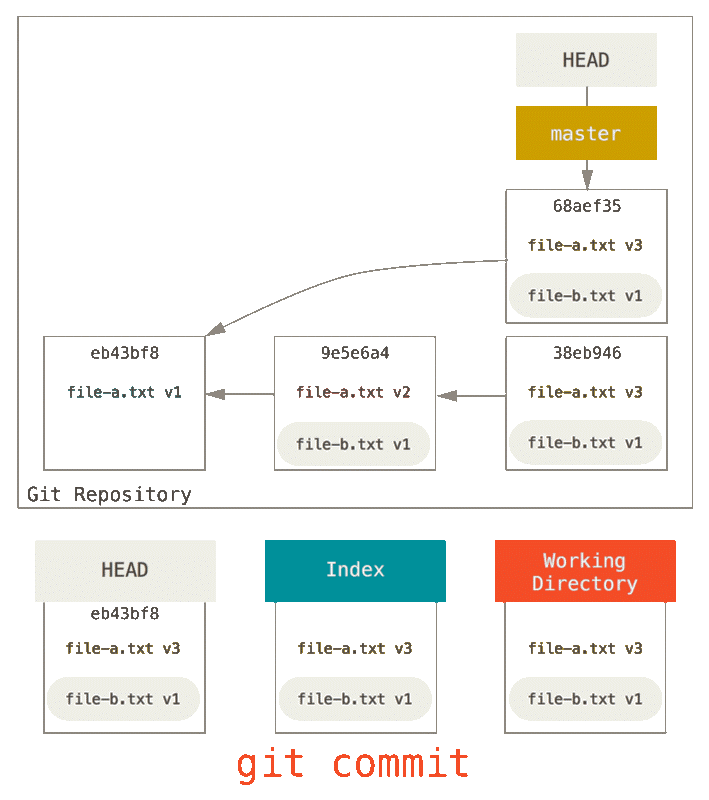 HEAD
master
68aef35
file-a.txt v3
file-b.txt v1
eb43bf8
file-a.txt v1
9e5e6a4
file-a.txt v2
file-b.txt v1
38eb946
file-a.txt v3
file-b.txt v1
Git Repository
HEAD
eb43bf8
file-a.txt v3
file-b.txt v1
Index
file-a.txt v3
file-b.txt v1
Working
Directory
file-a.txt v3
file-b.txt v1
git commit